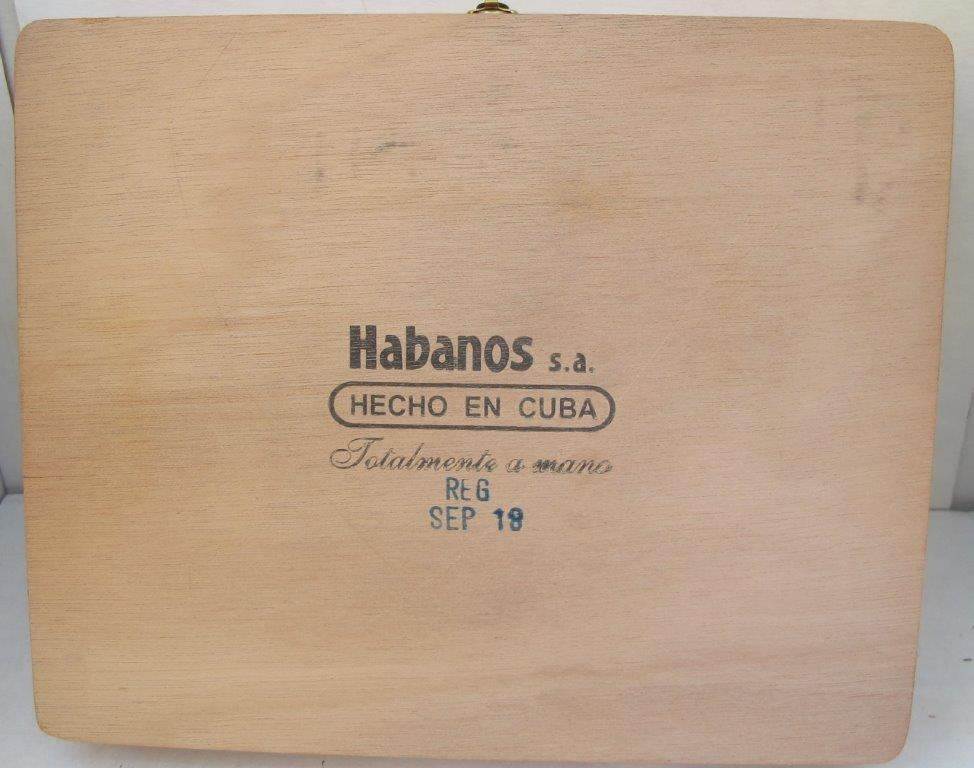 Habanos s.a.
HECHO EN CUBA
Totalmente a mano
REG
SEP 18